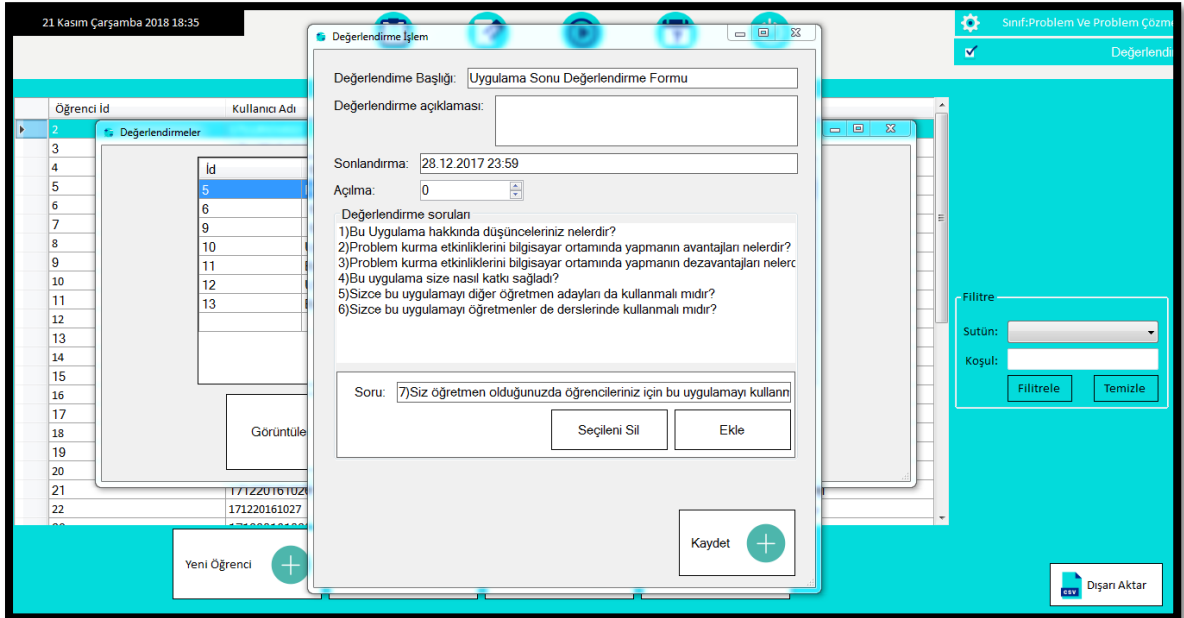 21 Kasım Çarşamba 2018 18:35
Sınıf:Problem Ve Problem Çözme
Değerlendi
Öğrenci İd
Kullanıcı Adı
2
3
4
5
6
7
8
9
10
11
12
13
14
15
16
17
18
19
20
21
22
171220161027
Değerlendirmeler
İd
5
6
9
10
11
12
13
Görüntüle
Değerlendirme İşlem
Değerlendime Başlığı: Uygulama Sonu Değerlendirme Formu
Değerlendirme açıklaması:
Sonlandırma: 28.12.2017 23:59
Açılma: 0
Değerlendirme soruları
1)Bu Uygulama hakkında düşünceleriniz nelerdir?
2)Problem kurma etkinliklerini bilgisayar ortamında yapmanın avantajları nelerdir?
3)Problem kurma etkinliklerini bilgisayar ortamında yapmanın dezavantajları nelerc
4)Bu uygulama size nasıl katkı sağladı?
5)Sizce bu uygulamayı diğer öğretmen adayları da kullanmalı mıdır?
6)Sizce bu uygulamayı öğretmenler de derslerinde kullanmalı mıdır?
Soru: 7)Siz öğretmen olduğunuzda öğrencileriniz için bu uygulamayı kullanm
Seçileni Sil
Ekle
Kaydet
Yeni Öğrenci
Filitre
Sutün:
Koşul:
Filitrele
Temizle
CSV
Dışarı Aktar